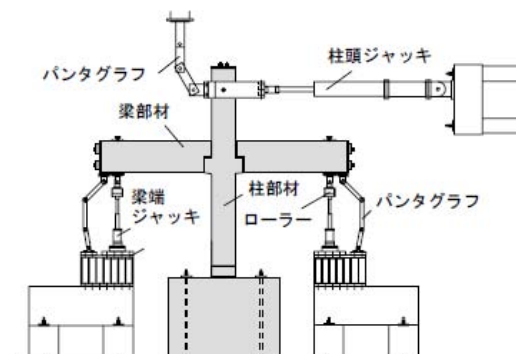 パンタグラフ
柱頭ジャッキ
梁部材
梁端
ジャッキ
柱部材
ローラー
パンタグラフ